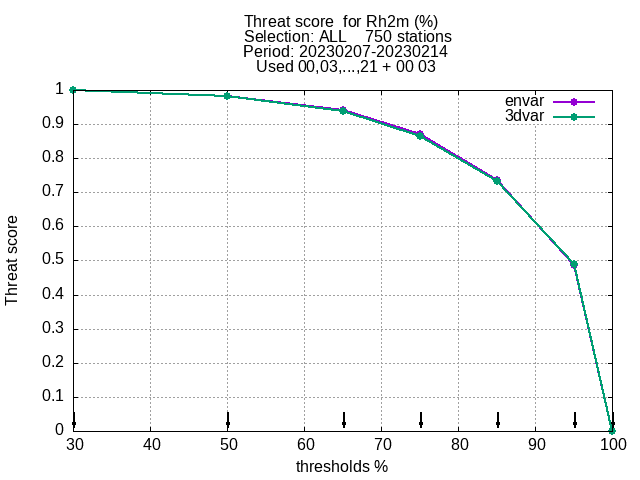 Threat score for Rh2m (%)
Selection: ALL 750 stations
Period: 20230207-20230214
Used 00,03,...,21 + 00 03
envar
3dvar
1
0.9
0.8
0.7
0.6
0.5
0.4
0.3
0.2
0.1
0
Threat score
30 40 50 60 70 80 90 100
thresholds %